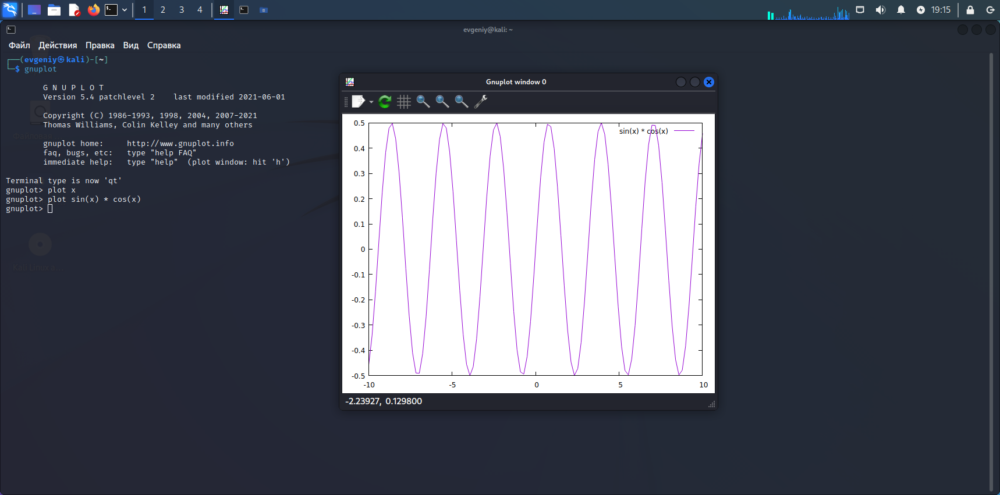 1 2 3 4
19:15
evgeniy@kali: ~
Файл Действия Правка Вид Справка
┌──(evgeniy㉿kali)-[~]
└─$ gnuplot
G N U P L O T
Version 5.4 patchlevel 2    last modified 2021-06-01
Copyright (C) 1986-1993, 1998, 2004, 2007-2021
Thomas Williams, Colin Kelley and many others
gnuplot home:     http://www.gnuplot.info
faq, bugs, etc:   type "help FAQ"
immediate help:   type "help"  (plot window: hit 'h')
Terminal type is now 'qt'
gnuplot> plot x
gnuplot> plot sin(x) * cos(x)
gnuplot>
Файловая
Kali Linux a...
Gnuplot window 0
sin(x) * cos(x)
0.5
0.4
0.3
0.2
0.1
0
-0.1
-0.2
-0.3
-0.4
-0.5
-10 -5 0 5 10
-2.23927, 0.129800